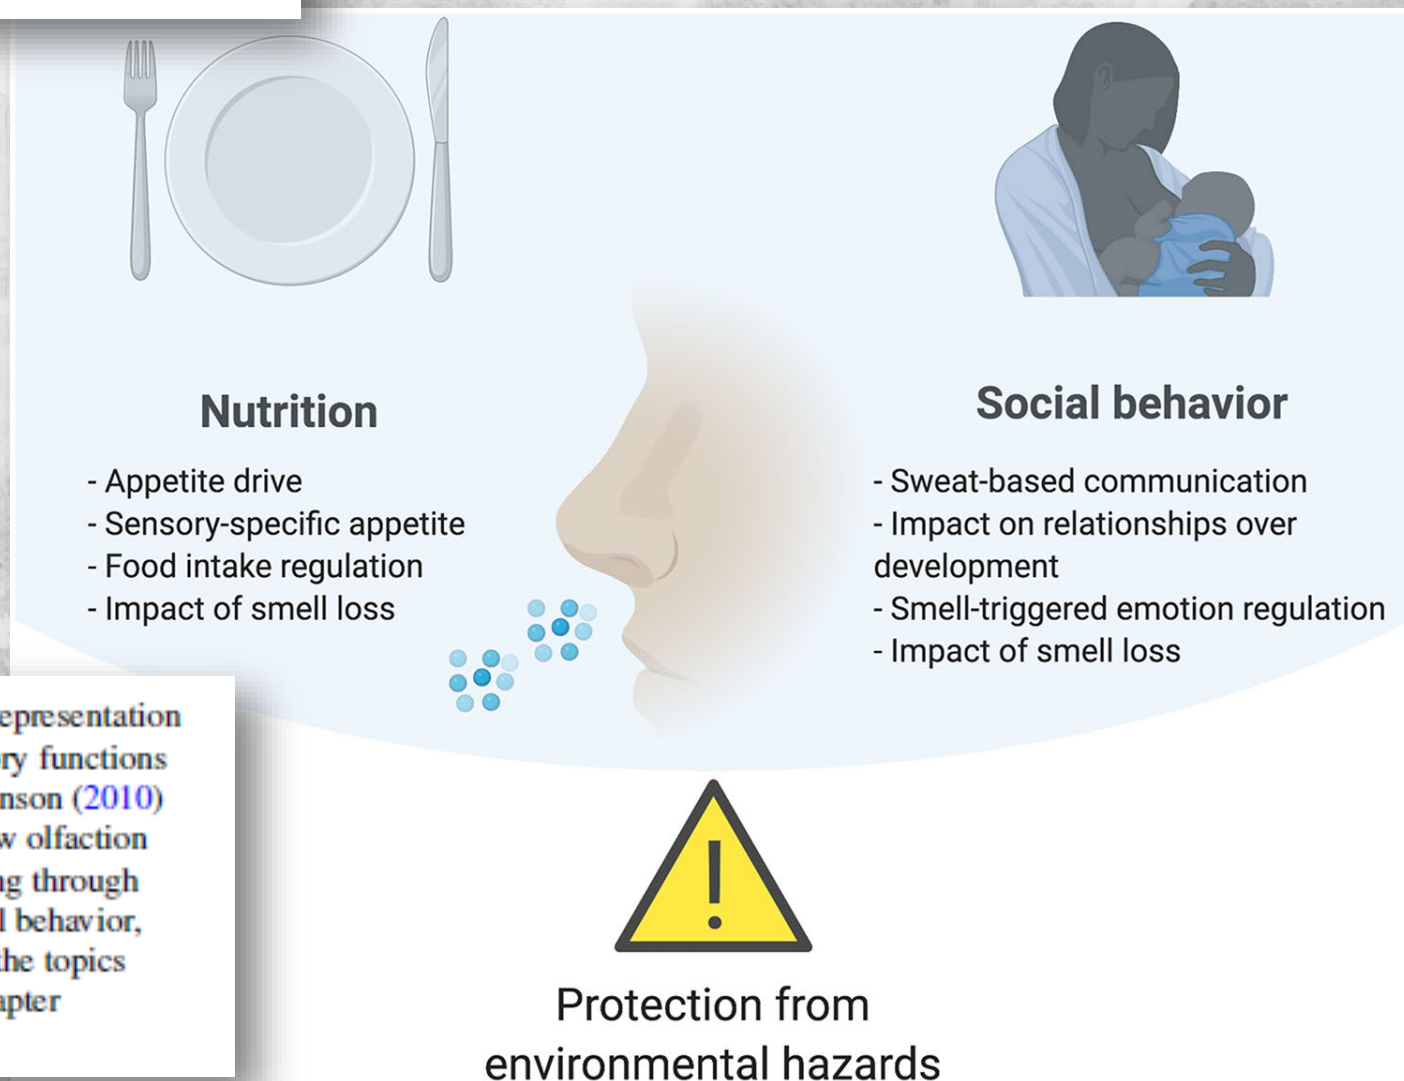 Nutrition
- Appetite drive
- Sensory-specific appetite
- Food intake regulation
- Impact of smell loss
Social behavior
- Sweat-based communication
- Impact on relationships over
development
- Smell-triggered emotion regulation
- Impact of smell loss
epresentation
ry functions
nson (2010)
w olfaction
ng through
l behavior,
the topics
apter
!
Protection from
environmental hazards